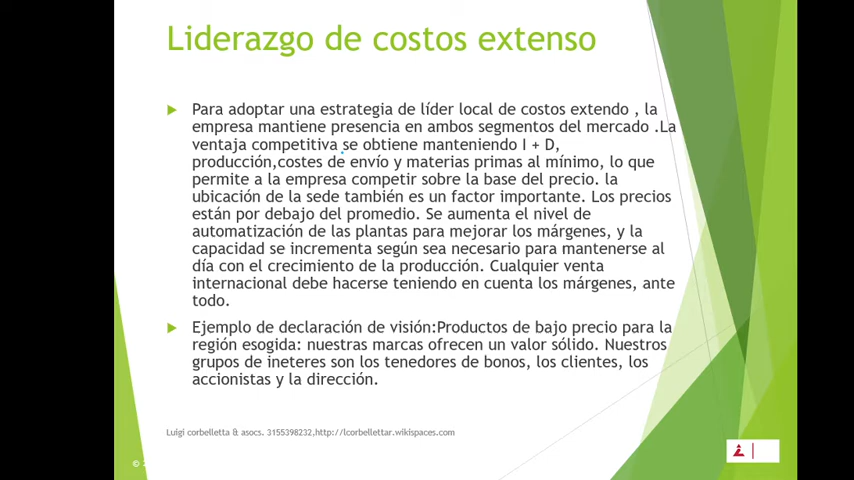 Liderazgo de costos extenso
Para adoptar una estrategia de líder local de costos extendo , la
empresa mantiene presencia en ambos segmentos del mercado .La
ventaja competitiva se obtiene manteniendo I + D,
producción,costes de envío y materias primas al mínimo, lo que
permite a la empresa competir sobre la base del precio. la
ubicación de la sede también es un factor importante. Los precios
están por debajo del promedio. Se aumenta el nivel de
automatización de las plantas para mejorar los márgenes, y la
capacidad se incrementa según sea necesario para mantenerse al
día con el crecimiento de la producción. Cualquier venta
internacional debe hacerse teniendo en cuenta los márgenes, ante
todo.
Ejemplo de declaración de visión:Productos de bajo precio para la
región esogida: nuestras marcas ofrecen un valor sólido. Nuestros
grupos de ineteres son los tenedores de bonos, los clientes, los
accionistas y la dirección.
Luigi corbelletta & asocs. 3155398232,http://lcorbellettar.wikispaces.com
©